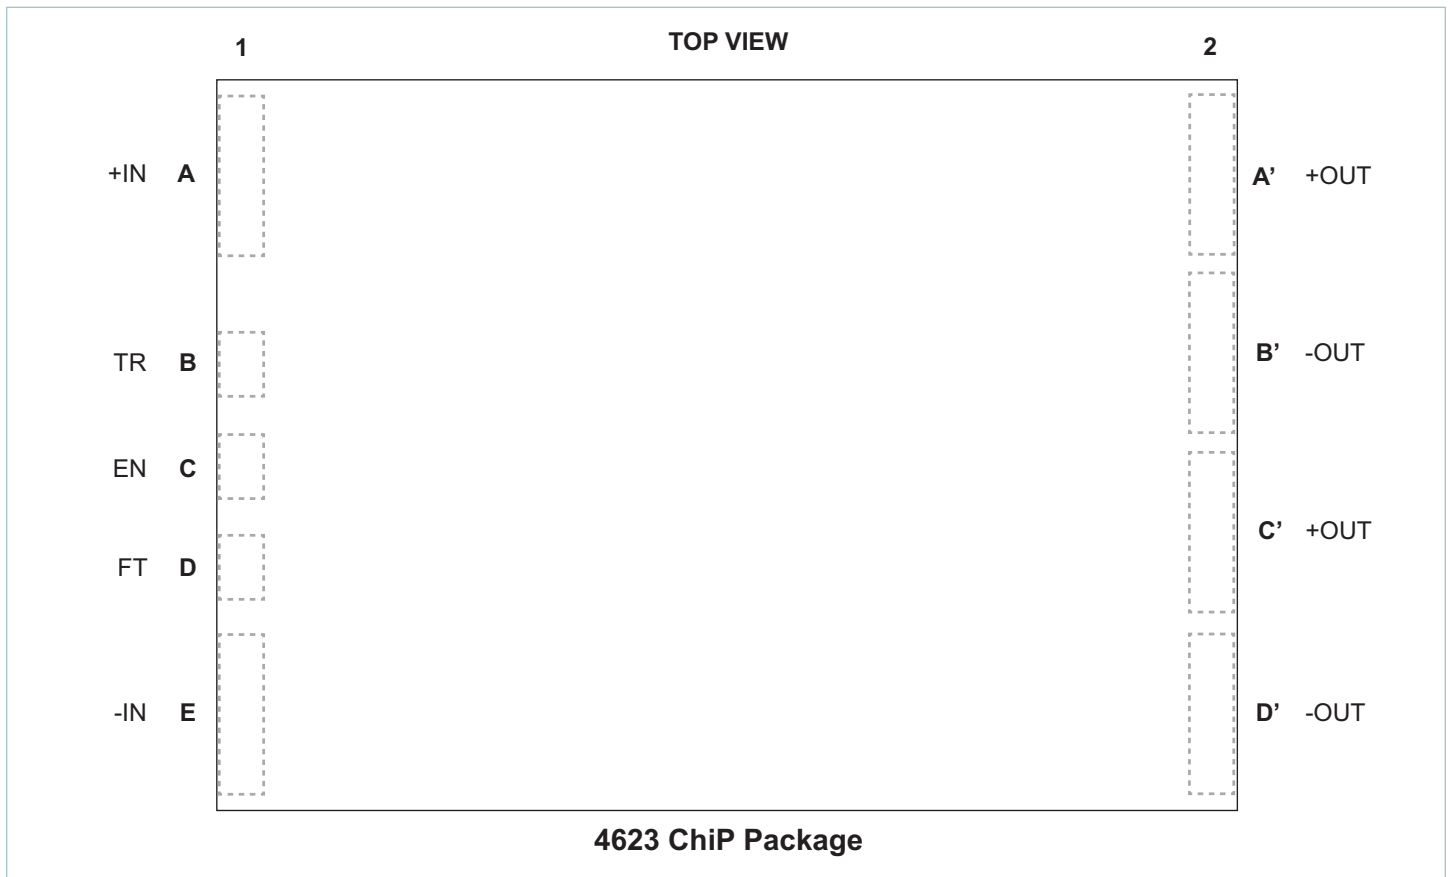 1 TOP VIEW 2
+IN A
A’ +OUT
TR B
B’ -OUT
EN C
C’ +OUT
FT D
-IN E
D’ -OUT
4623 ChiP Package